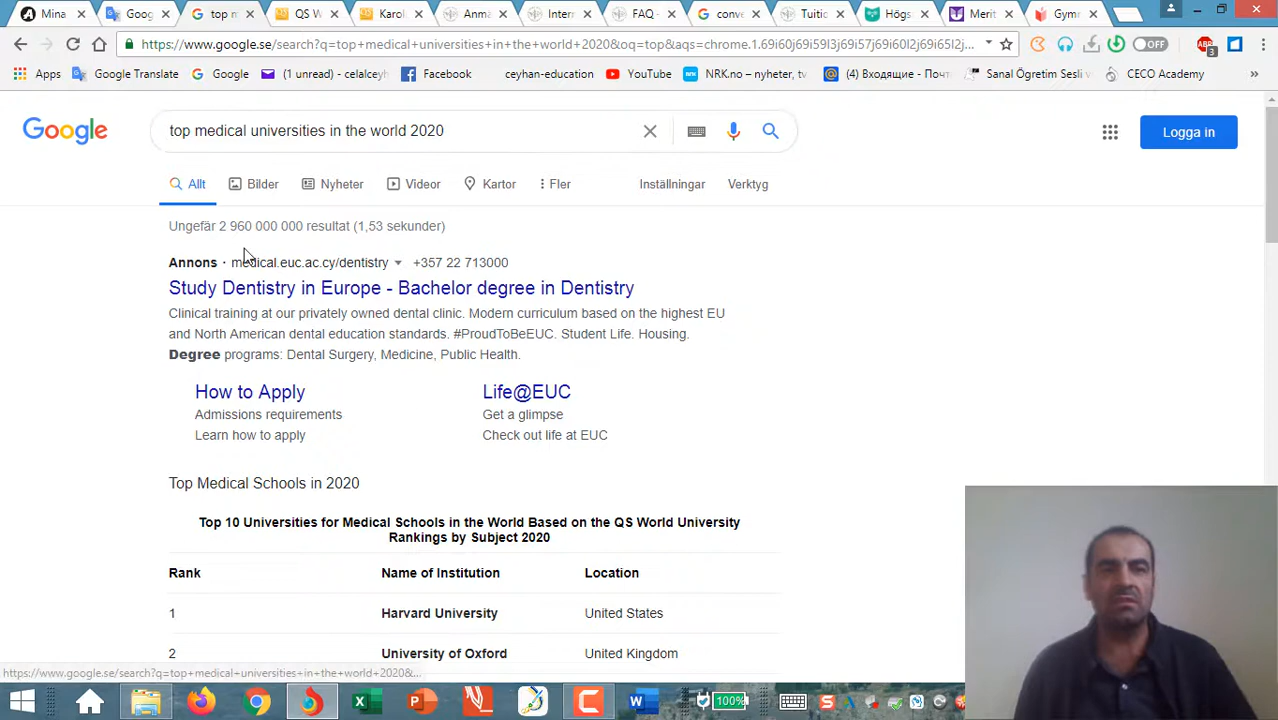 Mina
Goog
top m
QS W
Karol
Anma
Intern
FAQ -
conve
Tuitio
Högs
Merit
Gymr
https://www.google.se/search?q=top+medical+universities+in+the+world+2020&oq=top&aqs=chrome.1.69i60j69i59l3j57j69i60l2j69i65l2j...
OFF
ABP
3
Apps
Google Translate
Google
(1 unread) - celalceyh
Facebook
ceyhan-education
YouTube
NRK.no – nyheter, tv
(4) Входящие - Почт
Sanal Ögretim Sesli v
CECO Academy
»
Google
top medical universities in the world 2020
Logga in
Allt
Bilder
Nyheter
Videor
Kartor
Fler
Inställningar
Verktyg
Ungefär 2 960 000 000 resultat (1,53 sekunder)
Annons · medical.euc.ac.cy/dentistry +357 22 713000
Study Dentistry in Europe - Bachelor degree in Dentistry
Clinical training at our privately owned dental clinic. Modern curriculum based on the highest EU
and North American dental education standards. #ProudToBeEUC. Student Life. Housing.
Degree programs: Dental Surgery, Medicine, Public Health.
How to Apply
Life@EUC
Admissions requirements
Get a glimpse
Learn how to apply
Check out life at EUC
Top Medical Schools in 2020
Top 10 Universities for Medical Schools in the World Based on the QS World University
Rankings by Subject 2020
Rank Name of Institution Location
1 Harvard University United States
2 University of Oxford United Kingdom
https://www.google.se/search?q=top+medical+universities+in+the+world+2020&...
100%